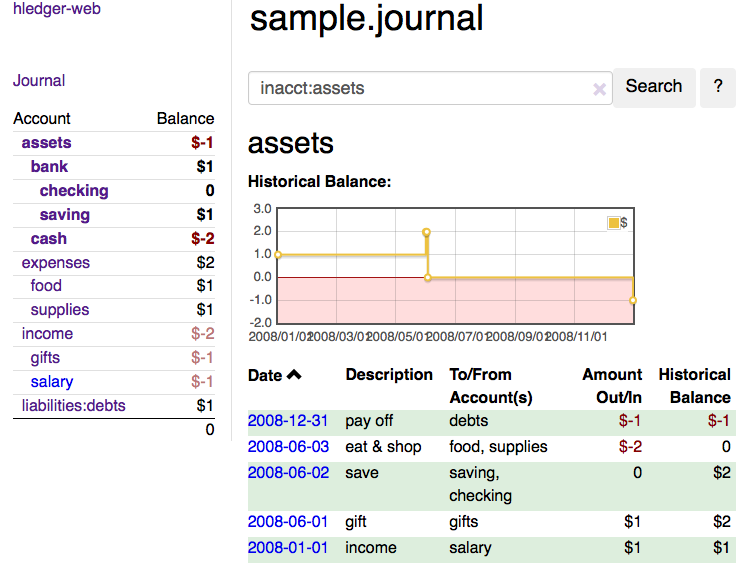 hledger-web
Journal
Account Balance
assets $-1
bank $1
checking 0
saving $1
cash $-2
expenses $2
food $1
supplies $1
income $-2
gifts $-1
salary $-1
liabilities:debts $1
0
sample.journal
inacct:assets × Search ?
assets
Historical Balance:
3.0
2.0
1.0
0.0
-1.0
-2.0
$
2008/01/01 2008/03/01 2008/05/01 2008/07/01 2008/09/01 2008/11/01
Date Description To/From Amount Historical
Account(s) Out/In Balance
2008-12-31 pay off debts $-1 $-1
2008-06-03 eat & shop food, supplies $-2 0
2008-06-02 save saving, 0 $2
checking
2008-06-01 gift gifts $1 $2
2008-01-01 income salary $1 $1